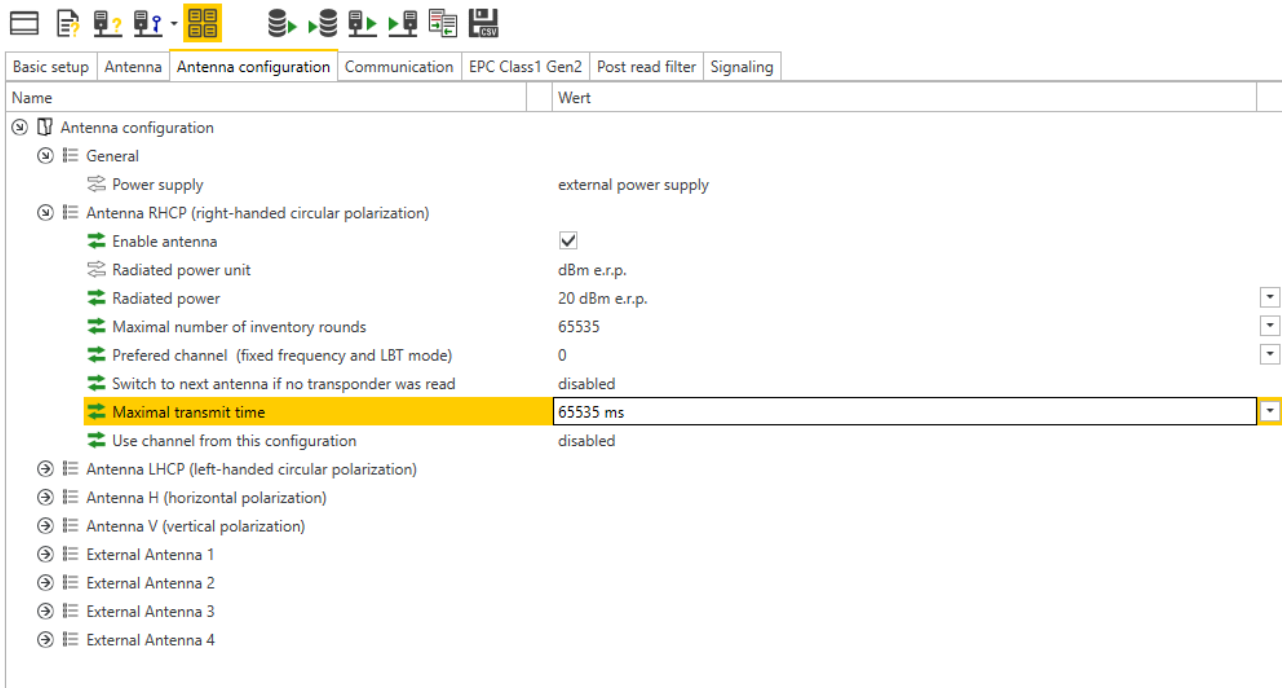 CSV
Basic setup Antenna Antenna configuration Communication EPC Class1 Gen2 Post read filter Signaling
Name Wert
Antenna configuration
General
Power supply external power supply
Antenna RHCP (right-handed circular polarization)
Enable antenna
Radiated power unit dBm e.r.p.
Radiated power 20 dBm e.r.p.
Maximal number of inventory rounds 65535
Prefered channel (fixed frequency and LBT mode) 0
Switch to next antenna if no transponder was read disabled
Maximal transmit time 65535 ms
Use channel from this configuration disabled
Antenna LHCP (left-handed circular polarization)
Antenna H (horizontal polarization)
Antenna V (vertical polarization)
External Antenna 1
External Antenna 2
External Antenna 3
External Antenna 4